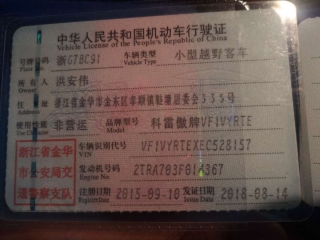 中华人民共和国机动车行驶证
Vehicle License of the People's Republic of China
号牌号码 浙G7BC91 车辆类型 小型越野客车
Plate No. Vehicle Type
所有人 洪安伟
Owner
住址 浙江省金华市金东区孝顺镇鞋塘居委会335号
Address
使用性质 非营运 品牌型号 科雷傲牌VF1VYRTE
Use Character Model
浙江省金华
市公安局交
通警察支队
车辆识别代号 VF1VYRTEXEC528157
VIN
发动机号码 2TRA703F014367
Engine No.
注册日期 2015-09-10 发证日期 2018-08-14
Register Date Issue Date